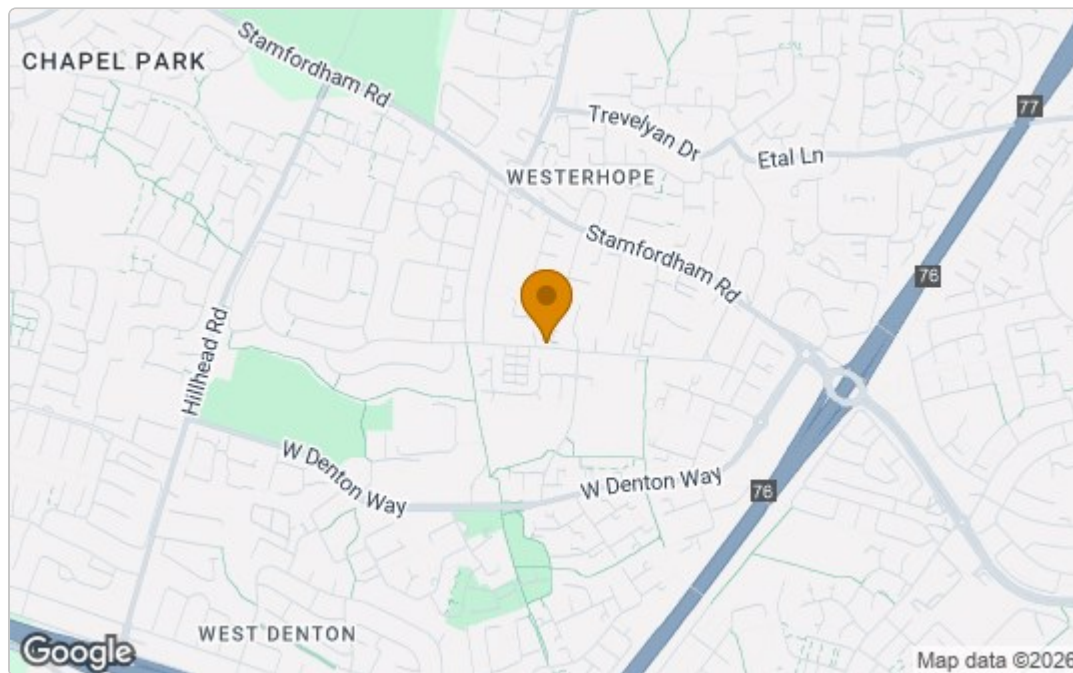 CHAPEL PARK
Stamfordham Rd
Trevelyan Dr
Etal Ln
77
WESTERHOPE
Stamfordham Rd
76
Hillhead Rd
W Denton Way
W Denton Way
76
WEST DENTON
Google
Map data ©2026